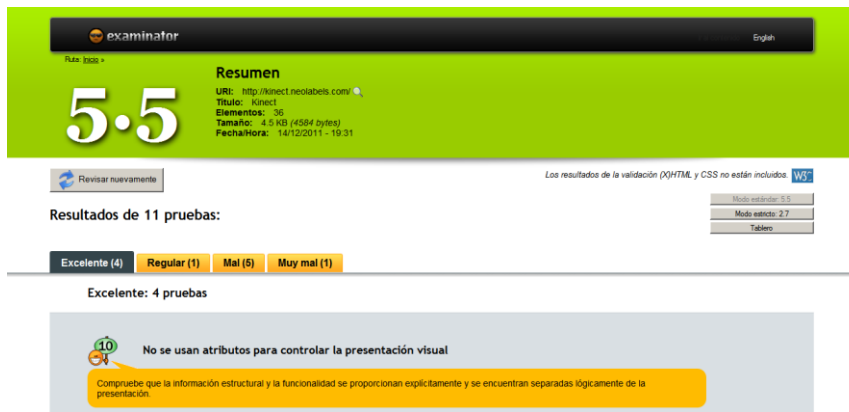 examinator
English
Ruta: Inicio »
5·5
Resumen
URI: http://kinect.neolabels.com/
Titulo: Kinect
Elementos: 36
Tamaño: 4.5 KB (4584 bytes)
Fecha/Hora: 14/12/2011 - 19:31
Revisar nuevamente
Los resultados de la validación (X)HTML y CSS no están incluidos. W3C
Modo estándar: 5.5
Resultados de 11 pruebas:
Modo estricto: 2.7
Tablero
Excelente (4) Regular (1) Mal (5) Muy mal (1)
Excelente: 4 pruebas
10
No se usan atributos para controlar la presentación visual
Compruebe que la información estructural y la funcionalidad se proporcionan explícitamente y se encuentran separadas lógicamente de la
presentación.